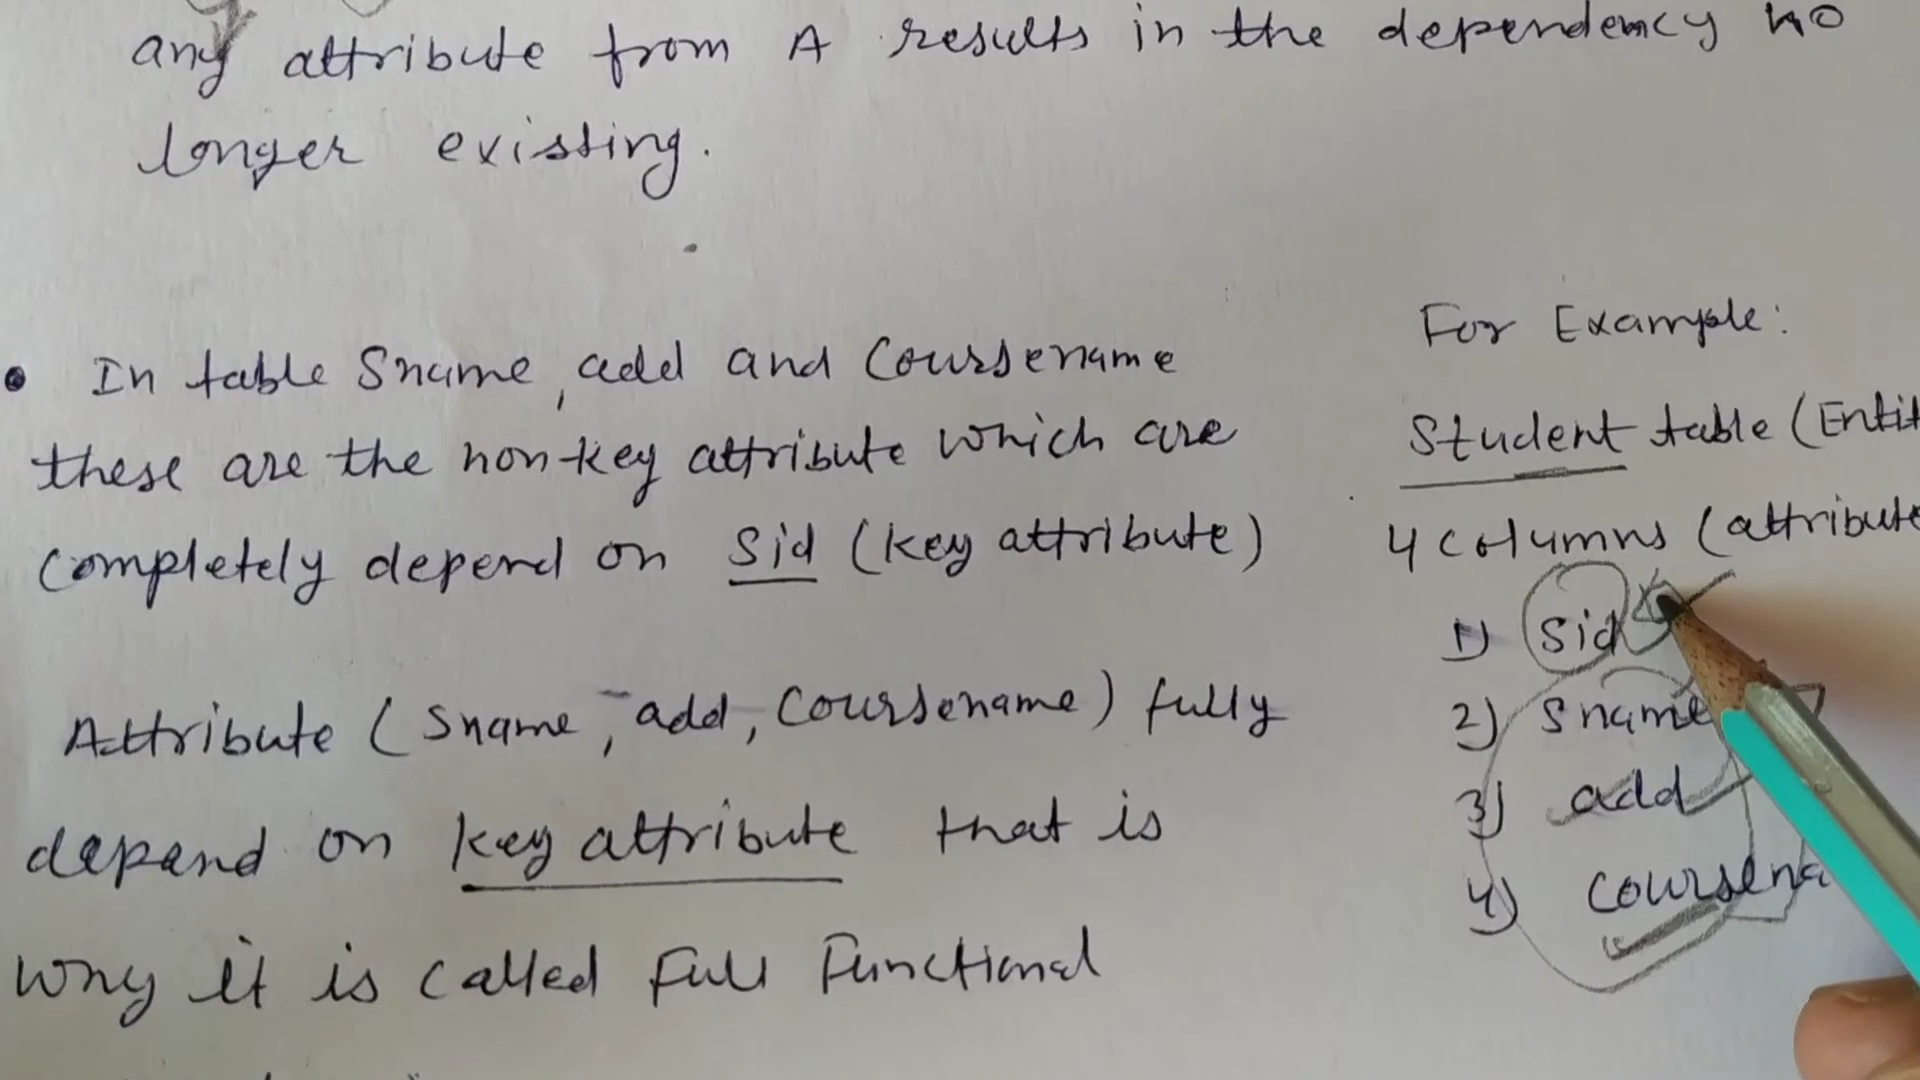 any attribute from A results in the dependency no
longer existing.
• In table Sname, add and Coursename
these are the non-key attribute which are
completely depend on Sid (key attribute)
Attribute (Sname, add, Coursename) fully
depand on key attribute that is
why it is called Full Functional
For Example:
Student table (Entit
4 columns (attribute
1) Sid
2) Sname
3) add
4) coursena